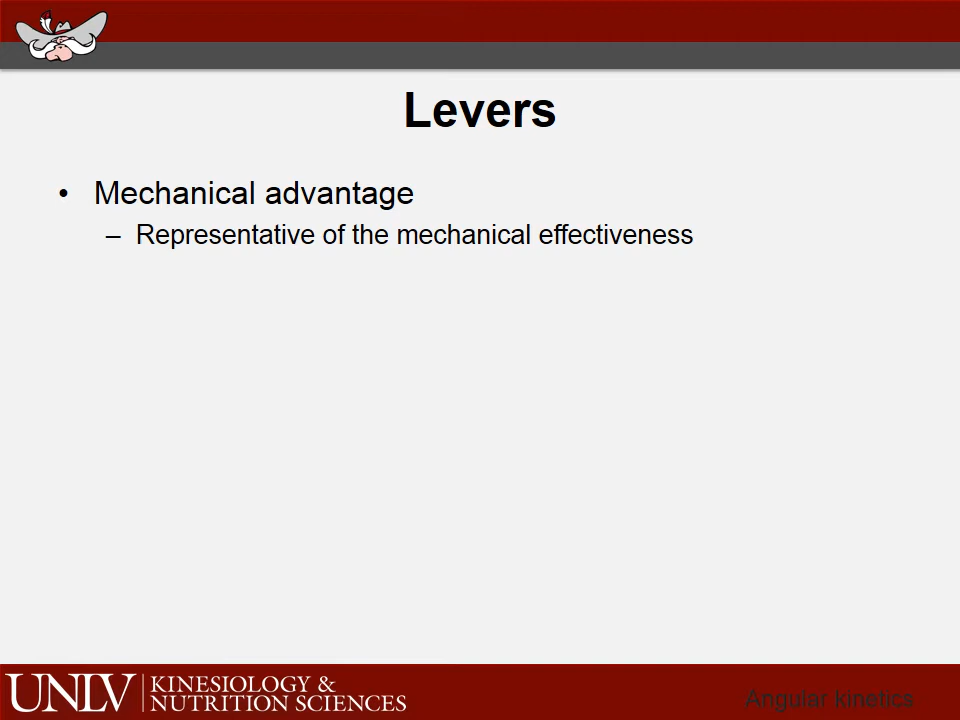 Levers
• Mechanical advantage
– Representative of the mechanical effectiveness
UNLV
KINESIOLOGY &
NUTRITION SCIENCES
Angular kinetics